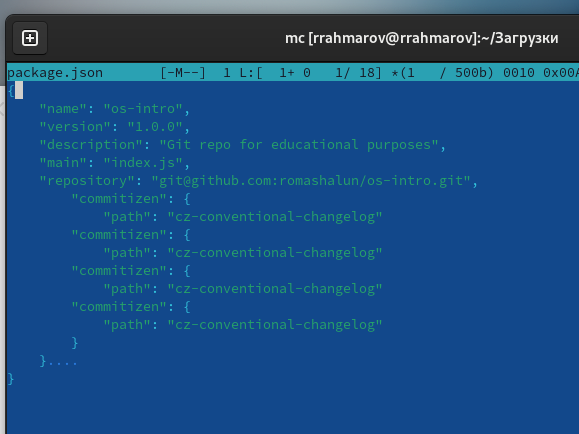 mc [rrahmarov@rrahmarov]:~/Загрузки
package.json [-M--] 1 L:[ 1+ 0 1/ 18] *(1 / 500b) 0010 0x00A
{
"name": "os-intro",
"version": "1.0.0",
"description": "Git repo for educational purposes",
"main": "index.js",
"repository": "git@github.com:romashalun/os-intro.git",
"commitizen": {
"path": "cz-conventional-changelog"
"commitizen": {
"path": "cz-conventional-changelog"
"commitizen": {
"path": "cz-conventional-changelog"
"commitizen": {
"path": "cz-conventional-changelog"
}
}....
}